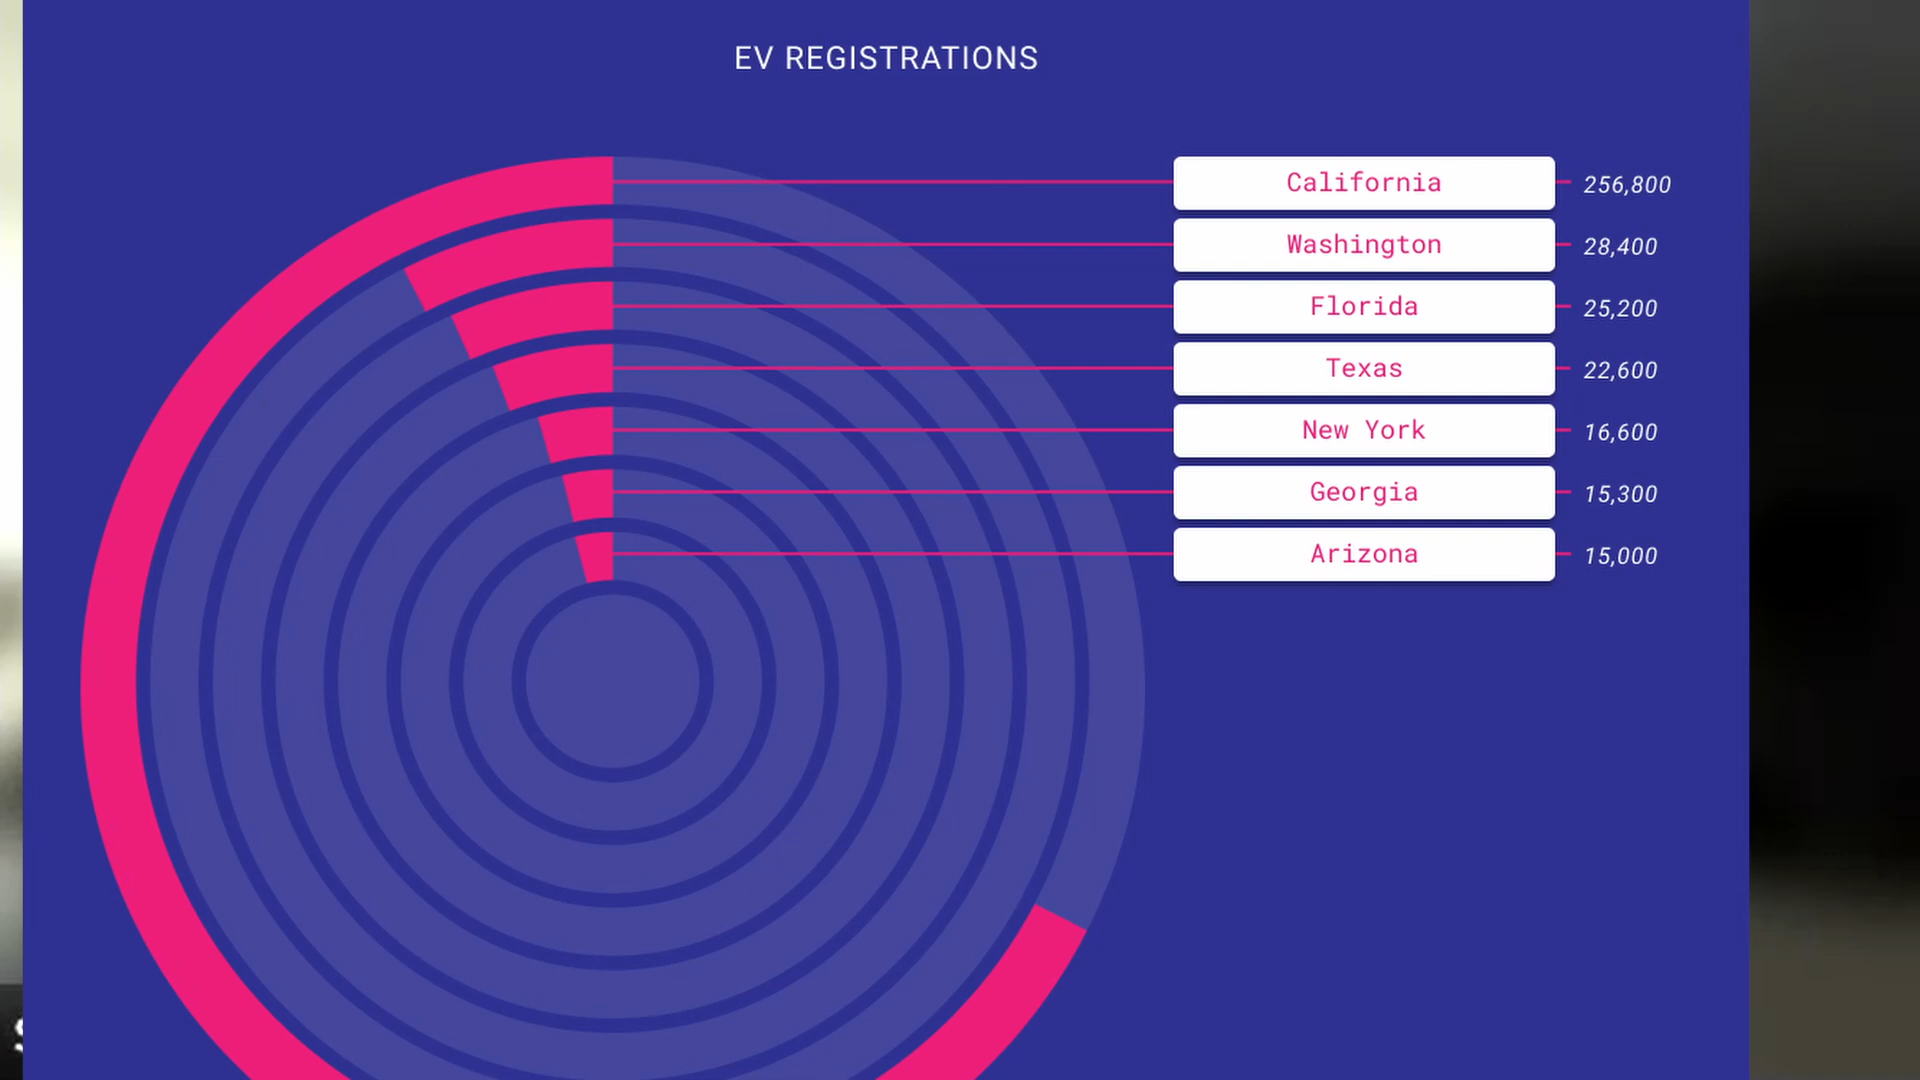 EV REGISTRATIONS
California 256,800
Washington 28,400
Florida 25,200
Texas 22,600
New York 16,600
Georgia 15,300
Arizona 15,000